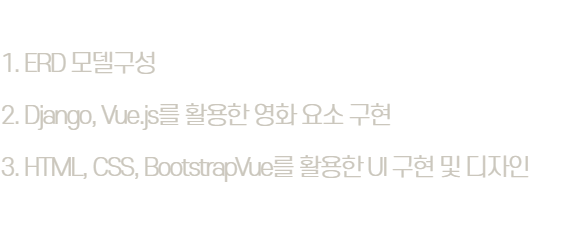 1. ERD 모델구성
2. Django, Vue.js를 활용한 영화 요소 구현
3. HTML, CSS, BootstrapVue를 활용한 UI 구현 및 디자인